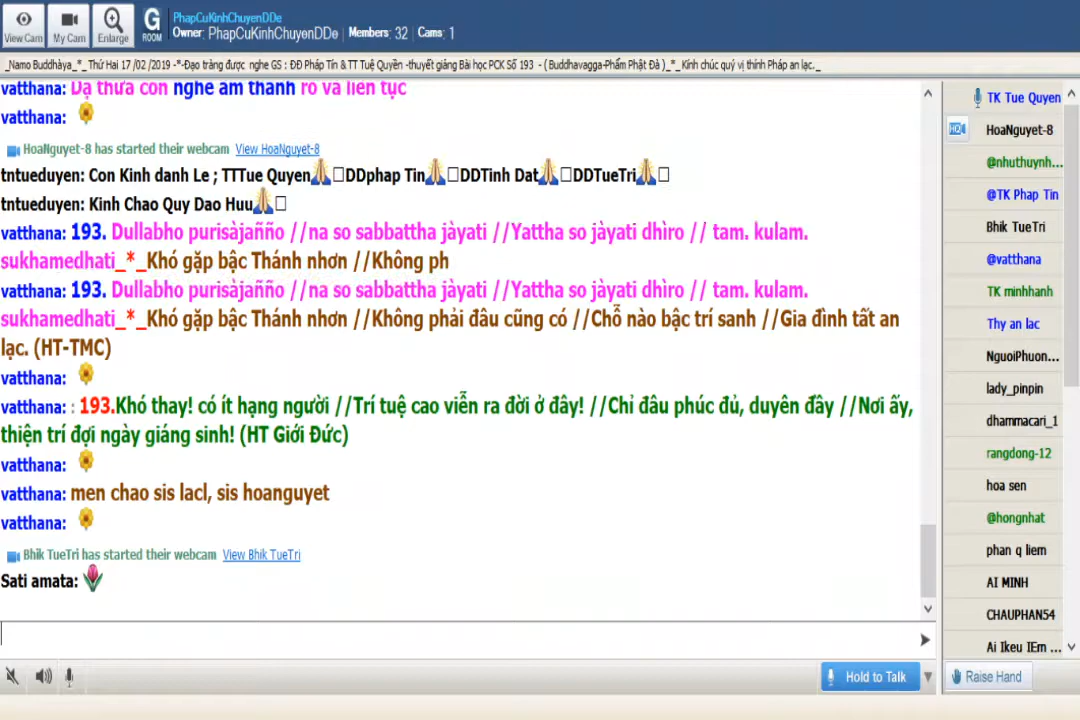 PhapCuKinhChuyenDDe
Owner: PhapCuKinhChuyenDDe | Members: 32 | Cams: 1
View Cam My Cam Enlarge G ROOM
_Namo Buddhàya_*_ Thứ Hai 17 /02 /2019 -*-Đạo tràng được nghe GS : ĐĐ Pháp Tín & TT Tuệ Quyền -thuyết giảng Bài học PCK Số 193 - ( Buddhavagga-Phẩm Phật Đà )_*_Kính chúc quý vị thính Pháp an lạc._
vatthana: Dạ thưa con nghe âm thanh rõ và liên tục
vatthana:
HoaNguyet-8 has started their webcam View HoaNguyet-8
tntueduyen: Con Kinh danh Le ; TTTue Quyen DDphap Tin DDTinh Dat DDTueTri
tntueduyen: Kinh Chao Quy Dao Huu
vatthana: 193. Dullabho purisàjañño //na so sabbattha jàyati //Yattha so jàyati dhìro // tam. kulam.
sukhamedhati_*_Khó gặp bậc Thánh nhơn //Không ph
vatthana: 193. Dullabho purisàjañño //na so sabbattha jàyati //Yattha so jàyati dhìro // tam. kulam.
sukhamedhati_*_Khó gặp bậc Thánh nhơn //Không phải đâu cũng có //Chỗ nào bậc trí sanh //Gia đình tất an
lạc. (HT-TMC)
vatthana:
vatthana: : 193.Khó thay! có ít hạng người //Trí tuệ cao viễn ra đời ở đây! //Chỉ đâu phúc đủ, duyên đầy //Nơi ấy,
thiện trí đợi ngày giáng sinh! (HT Giới Đức)
vatthana:
vatthana: men chao sis lacl, sis hoanguyet
vatthana:
Bhik TueTri has started their webcam View Bhik TueTri
Sati amata:
TK Tue Quyen
HoaNguyet-8
@nhuthuynh...
@TK Phap Tin
Bhik TueTri
@vatthana
TK minhhanh
Thy an lac
NguoiPhuon...
lady_pinpin
dhammacari_1
rangdong-12
hoa sen
@hongnhat
phan q liem
AI MINH
CHAUPHAN54
Ai Ikeu IEm ...
Hold to Talk
Raise Hand